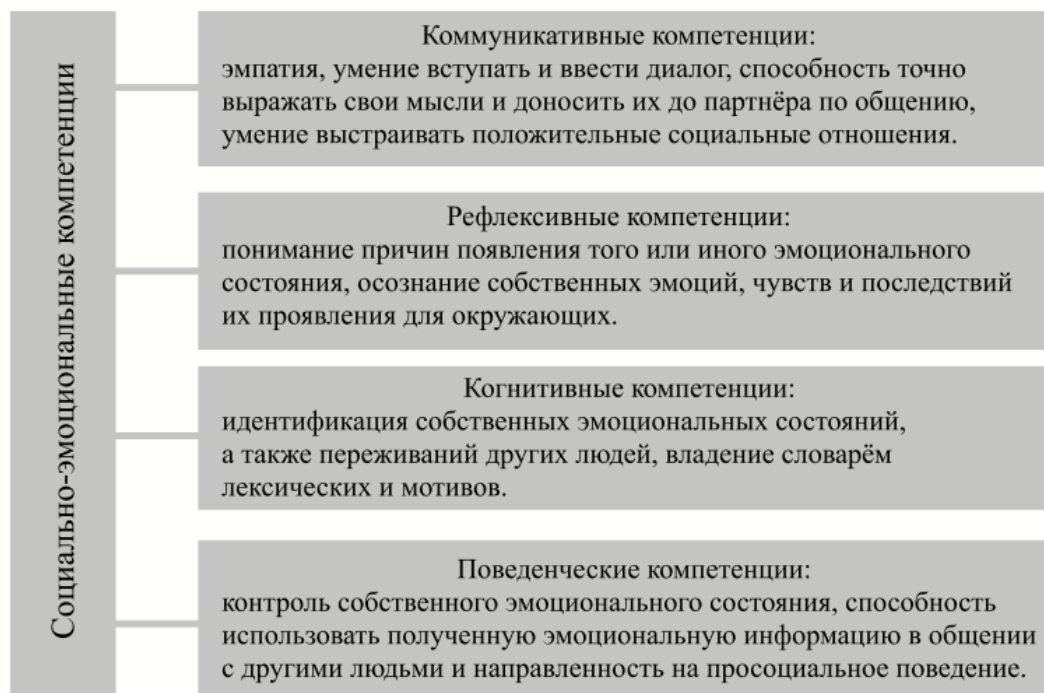 Социально-эмоциональные компетенции
Коммуникативные компетенции:
эмпатия, умение вступать и ввести диалог, способность точно
выражать свои мысли и доносить их до партнёра по общению,
умение выстраивать положительные социальные отношения.
Рефлексивные компетенции:
понимание причин появления того или иного эмоционального
состояния, осознание собственных эмоций, чувств и последствий
их проявления для окружающих.
Когнитивные компетенции:
идентификация собственных эмоциональных состояний,
а также переживаний других людей, владение словарём
лексических и мотивов.
Поведенческие компетенции:
контроль собственного эмоционального состояния, способность
использовать полученную эмоциональную информацию в общении
с другими людьми и направленность на просоциальное поведение.